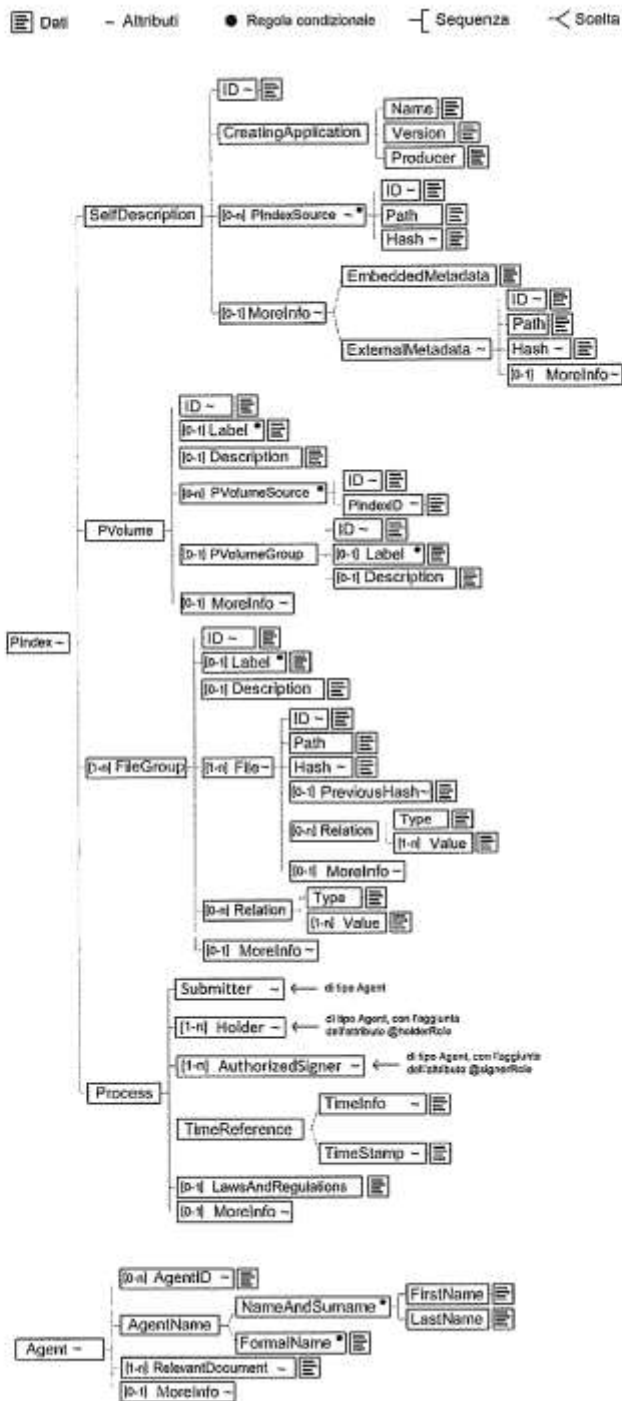 Dati ~ Attributi ● Regola condizionale Sequenza Scelta
ID ~
CreatingApplication
Name
Version
Producer
SelfDescription
[0-n] PIndexSource ~ ●
ID ~
Path
Hash ~
[0-1] MoreInfo ~
EmbeddedMetadata
ExternalMetadata ~
ID ~
Path
Hash ~
[0-1] MoreInfo ~
PVolume
ID ~
[0-1] Label ●
[0-1] Description
[0-n] PVolumeSource ●
ID ~
PIndexID ~
[0-1] PVolumeGroup
ID ~
[0-1] Label ●
[0-1] Description
[0-1] MoreInfo ~
PIndex ~
[1-n] FileGroup
ID ~
[0-1] Label ●
[0-1] Description
[1-n] File ~
ID ~
Path
Hash ~
[0-1] PreviousHash ~
[0-n] Relation
Type
[1-n] Value
[0-1] MoreInfo ~
[0-n] Relation
Type
[1-n] Value
[0-1] MoreInfo ~
Process
Submitter ~ ← di tipo Agent
[1-n] Holder ~ ← di tipo Agent, con l'aggiunta
dell'attributo @holderRole
[1-n] AuthorizedSigner ~ ← di tipo Agent, con l'aggiunta
dell'attributo @signerRole
TimeReference
TimeInfo ~
TimeStamp ~
[0-1] LawsAndRegulations
[0-1] MoreInfo ~
Agent ~
[0-n] AgentID ~
AgentName
NameAndSurname ●
FirstName
LastName
FormalName ●
[1-n] RelevantDocument ~
[0-1] MoreInfo ~